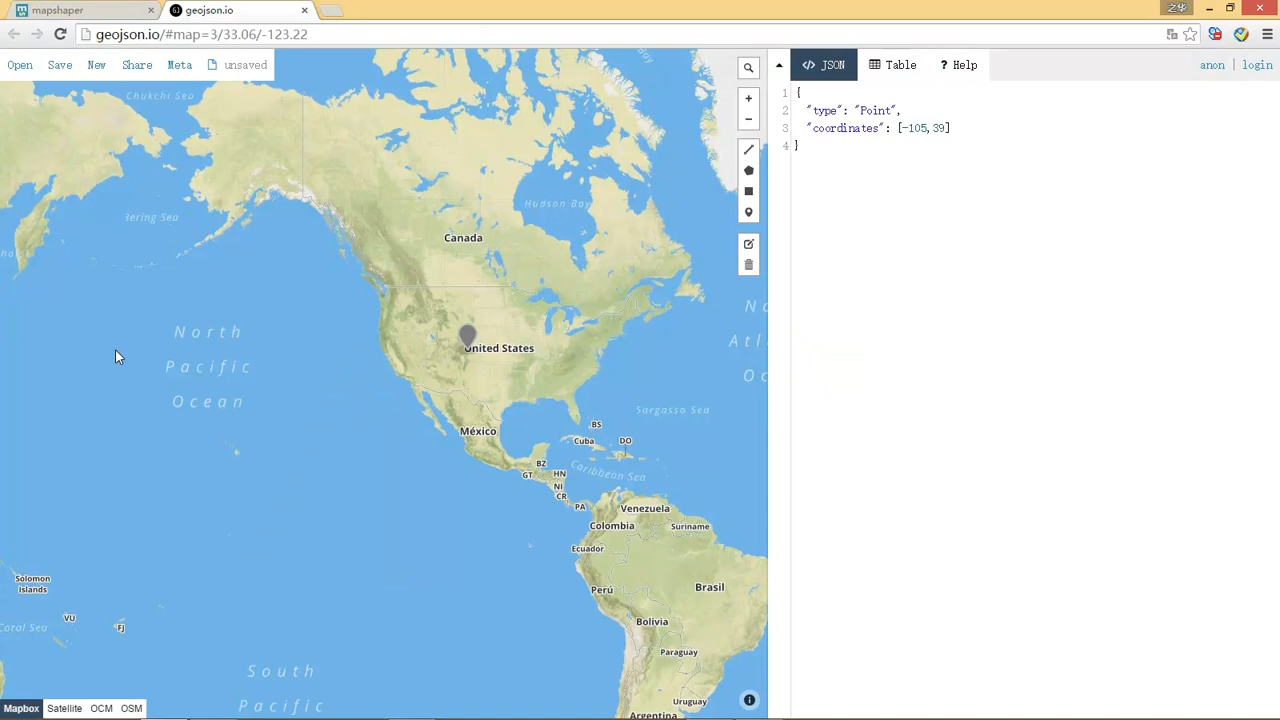 mapshaper
geojson.io
之华
geojson.io/#map=3/33.06/-123.22
Open Save New Share Meta unsaved
</> JSON Table ? Help
anon | login
1 {
2 "type": "Point",
3 "coordinates": [-105,39]
4 }
Chukchi Sea
Bering Sea
Hudson Bay
Bay
Canada
North
Pacific
Ocean
United States
México
Sargasso Sea
BS
Cuba
DO
BZ
GT
HN
NI
CR
PA
Caribbean Sea
Venezuela
Colombia
Suriname
Ecuador
Perú
Brasil
Bolivia
Paraguay
Uruguay
Argentina
Solomon
Islands
VU
FJ
Coral Sea
South
Pacific
Mapbox Satellite OCM OSM